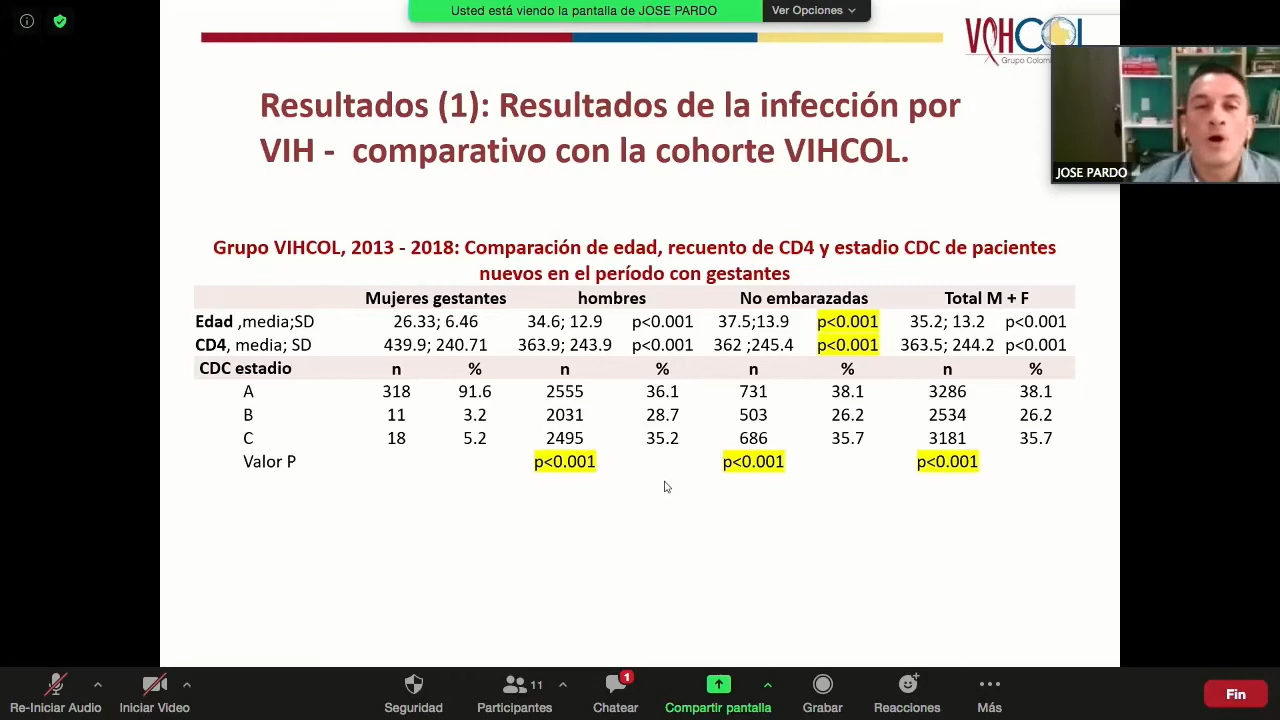 Usted está viendo la pantalla de JOSE PARDO
Ver Opciones
VIHCOL
Grupo Colom
JOSE PARDO
Resultados (1): Resultados de la infección por
VIH - comparativo con la cohorte VIHCOL.
Grupo VIHCOL, 2013 - 2018: Comparación de edad, recuento de CD4 y estadio CDC de pacientes
nuevos en el período con gestantes
Mujeres gestantes hombres No embarazadas Total M + F
Edad ,media;SD 26.33; 6.46 34.6; 12.9 p<0.001 37.5;13.9 p<0.001 35.2; 13.2 p<0.001
CD4, media; SD 439.9; 240.71 363.9; 243.9 p<0.001 362 ;245.4 p<0.001 363.5; 244.2 p<0.001
CDC estadio n % n % n % n %
A 318 91.6 2555 36.1 731 38.1 3286 38.1
B 11 3.2 2031 28.7 503 26.2 2534 26.2
C 18 5.2 2495 35.2 686 35.7 3181 35.7
Valor P p<0.001 p<0.001 p<0.001
Re-Iniciar Audio Iniciar Video Seguridad Participantes 11 Chatear 1 Compartir pantalla Grabar Reacciones Más Fin